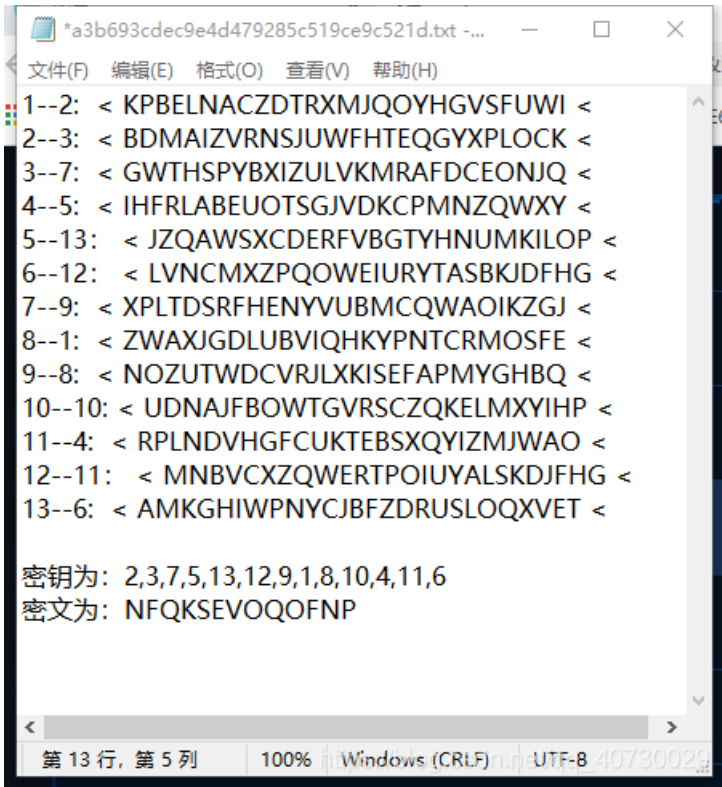 *a3b693cdec9e4d479285c519ce9c521d.txt -...
文件(F) 编辑(E) 格式(O) 查看(V) 帮助(H)
1--2: < KPBELNACZDTRXMJQOYHGVSFUWI <
2--3: < BDMAIZVRNSJUWFHTEQGYXPLOCK <
3--7: < GWTHSPYBXIZULVKMRAFDCEONJQ <
4--5: < IHFRLABEUOTSGJVDKCPMNZQWXY <
5--13: < JZQAWSXCDERFVBGTYHNUMKILOP <
6--12: < LVNCMXZPQOWEIURYTASBKJDFHG <
7--9: < XPLTDSRFHENYVUBMCQWAOIKZGJ <
8--1: < ZWAXJGDLUBVIQHKYPNTCRMOSFE <
9--8: < NOZUTWDCVRJLXKISEFAPMYGHBQ <
10--10: < UDNAJFBOWTGVRSCZQKELMXYIHP <
11--4: < RPLNDVHGFCUKTEBSXQYIZMJWAO <
12--11: < MNBVCXZQWERTPOIUYALSKDJFHG <
13--6: < AMKGHIWPNYCJBFZDRUSLOQXVET <
密钥为：2,3,7,5,13,12,9,1,8,10,4,11,6
密文为：NFQKSEVOQOFNP
第 13 行，第 5 列 100% Windows (CRLF) UTF-8